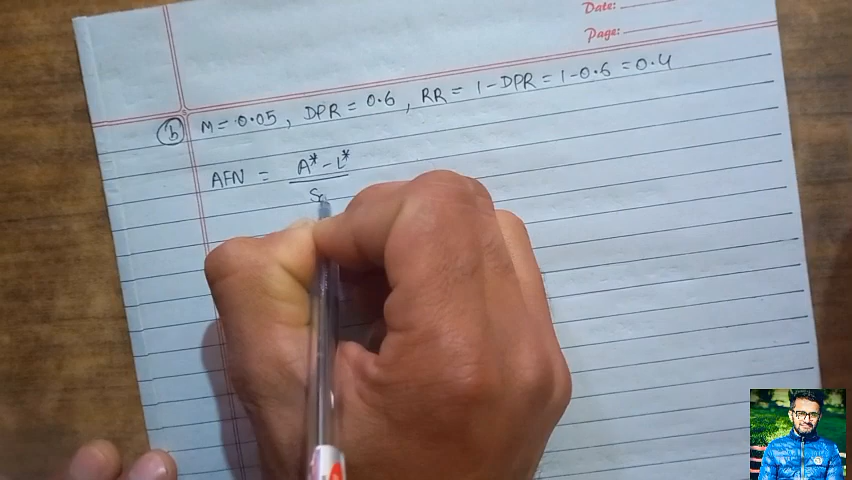 Date:
Page:
(b) M = 0.05, DPR = 0.6, RR = 1-DPR = 1-0.6 = 0.4
AFN = A* - L*
S0